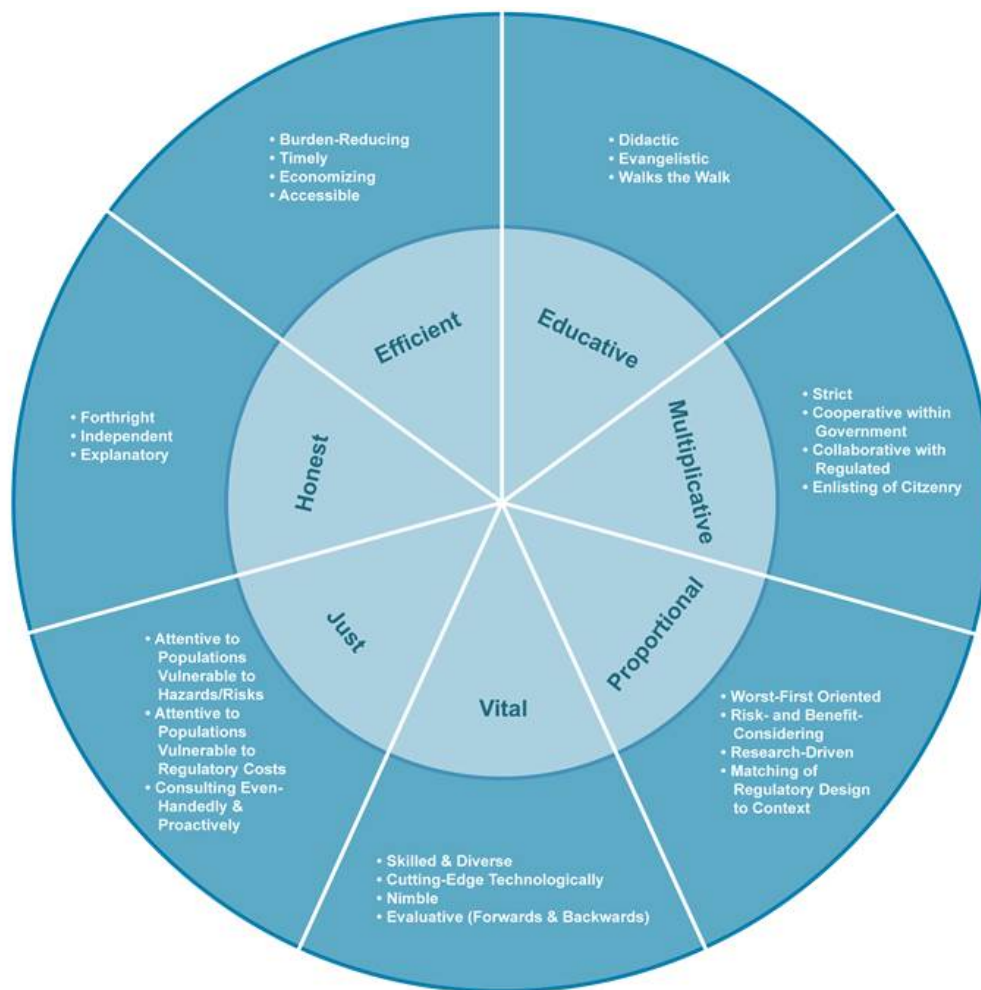 • Burden-Reducing
• Timely
• Economizing
• Accessible
• Didactic
• Evangelistic
• Walks the Walk
Efficient
Educative
• Forthright
• Independent
• Explanatory
Honest
Multiplicative
• Strict
• Cooperative within
Government
• Collaborative with
Regulated
• Enlisting of Citzenry
Just
Vital
Proportional
• Attentive to
Populations
Vulnerable to
Hazards/Risks
• Attentive to
Populations
Vulnerable to
Regulatory Costs
• Consulting Even-
Handedly &
Proactively
• Worst-First Oriented
• Risk- and Benefit-
Considering
• Research-Driven
• Matching of
Regulatory Design
to Context
• Skilled & Diverse
• Cutting-Edge Technologically
• Nimble
• Evaluative (Forwards & Backwards)